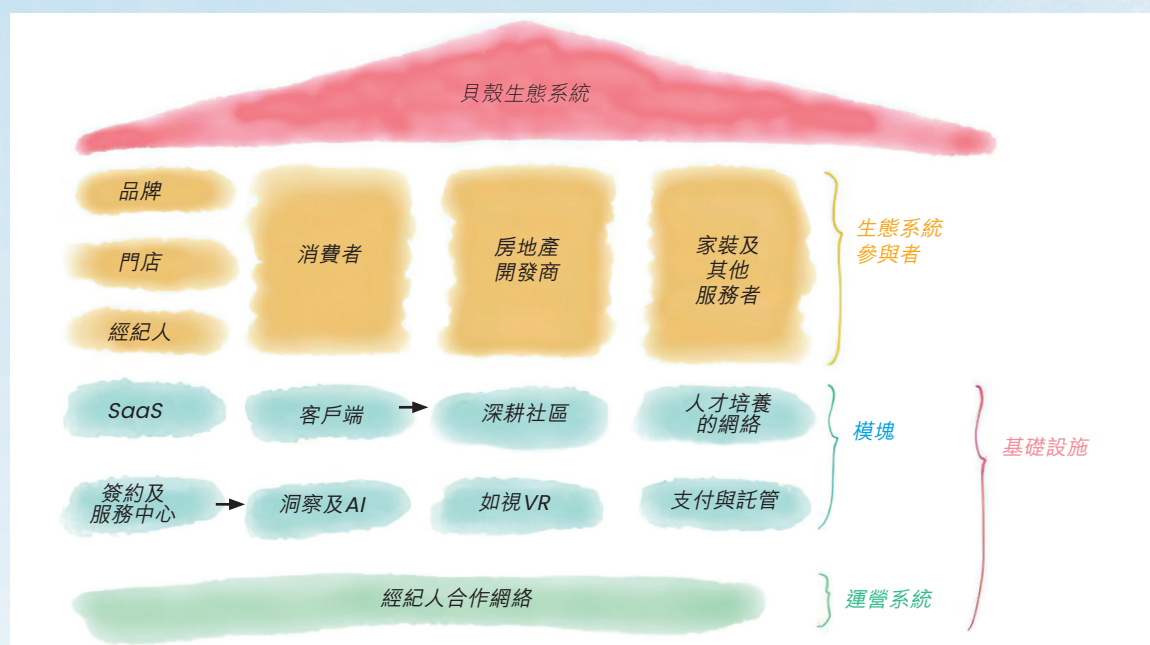 貝殼生態系統
品牌
門店
經紀人
消費者
房地產
開發商
家裝及
其他
服務者
生態系統
參與者
SaaS
客戶端
深耕社區
人才培養
的網絡
簽約及
服務中心
洞察及AI
如視VR
支付與託管
模塊
基礎設施
經紀人合作網絡
運營系統